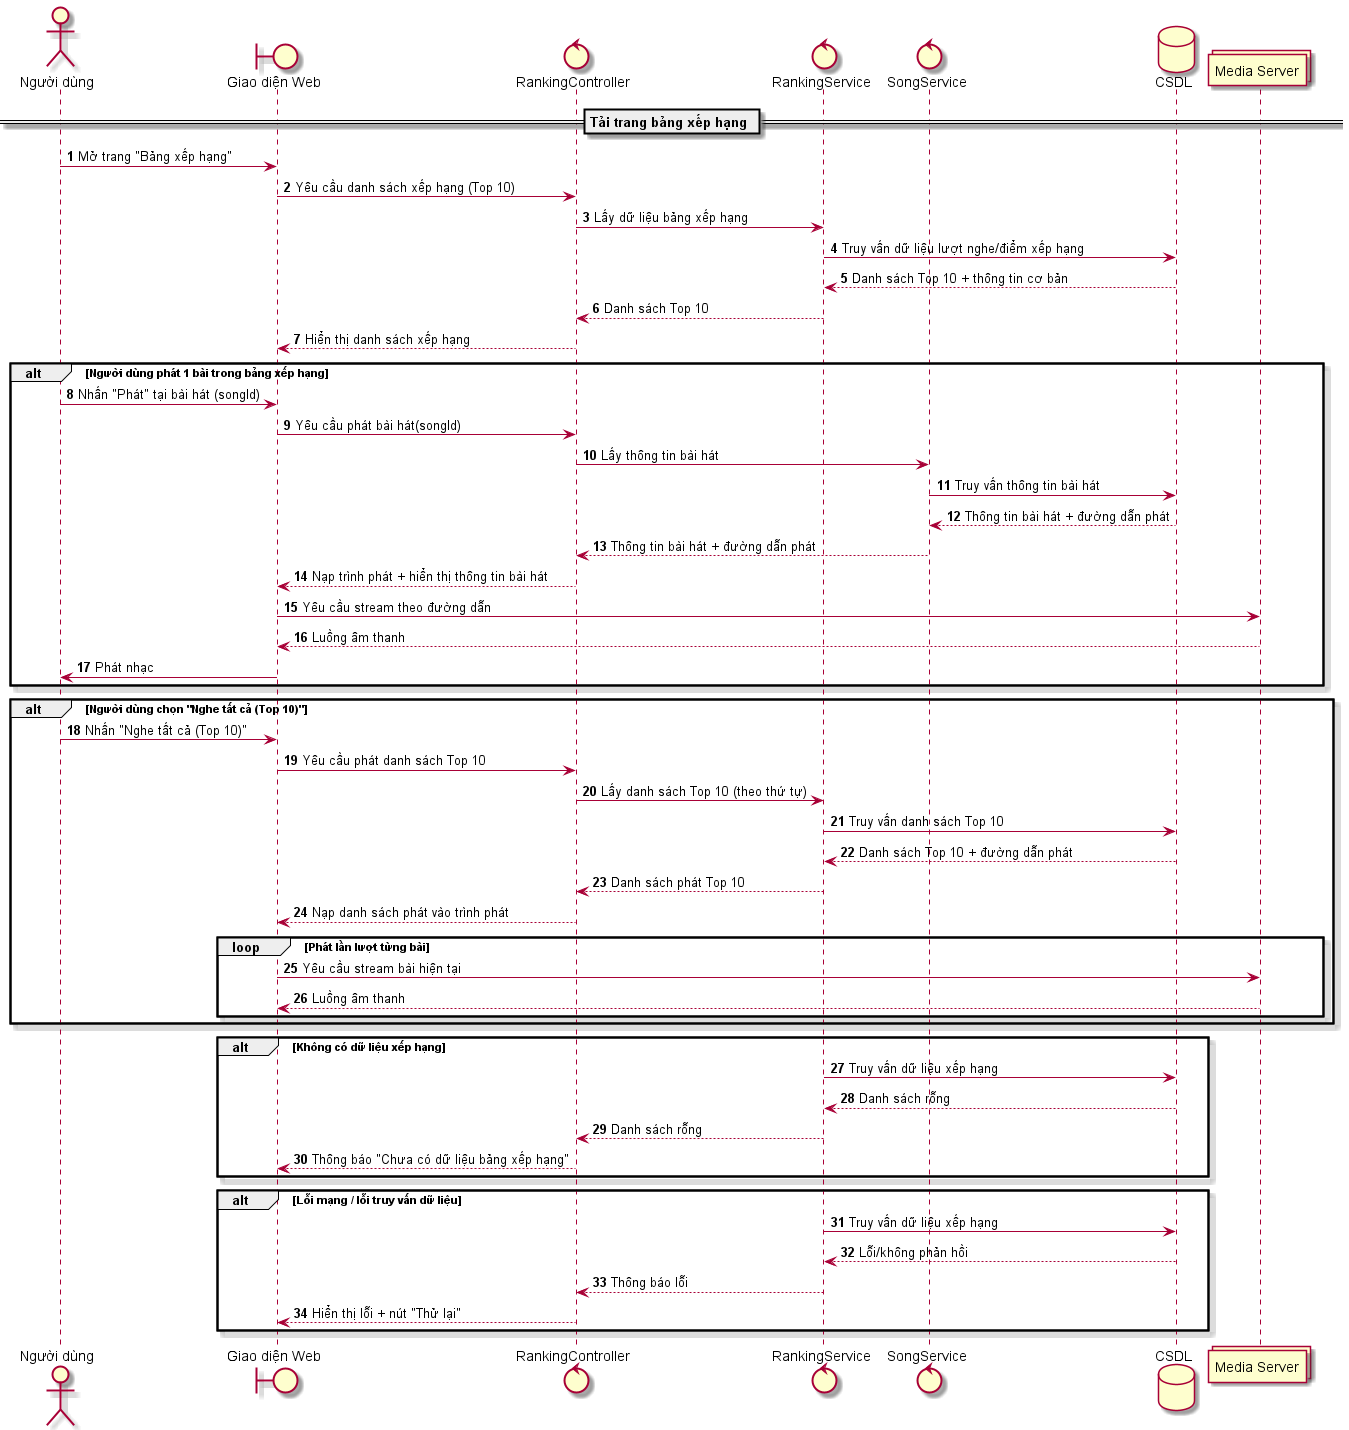 Người dùng
Giao diện Web
RankingController
RankingService
SongService
CSDL
Media Server
Tải trang bảng xếp hạng
1 Mở trang "Bảng xếp hạng"
2 Yêu cầu danh sách xếp hạng (Top 10)
3 Lấy dữ liệu bảng xếp hạng
4 Truy vấn dữ liệu lượt nghe/điểm xếp hạng
5 Danh sách Top 10 + thông tin cơ bản
6 Danh sách Top 10
7 Hiển thị danh sách xếp hạng
alt [Người dùng phát 1 bài trong bảng xếp hạng]
8 Nhấn "Phát" tại bài hát (songId)
9 Yêu cầu phát bài hát(songId)
10 Lấy thông tin bài hát
11 Truy vấn thông tin bài hát
12 Thông tin bài hát + đường dẫn phát
13 Thông tin bài hát + đường dẫn phát
14 Nạp trình phát + hiển thị thông tin bài hát
15 Yêu cầu stream theo đường dẫn
16 Luồng âm thanh
17 Phát nhạc
alt [Người dùng chọn "Nghe tất cả (Top 10)"]
18 Nhấn "Nghe tất cả (Top 10)"
19 Yêu cầu phát danh sách Top 10
20 Lấy danh sách Top 10 (theo thứ tự)
21 Truy vấn danh sách Top 10
22 Danh sách Top 10 + đường dẫn phát
23 Danh sách phát Top 10
24 Nạp danh sách phát vào trình phát
loop [Phát lần lượt từng bài]
25 Yêu cầu stream bài hiện tại
26 Luồng âm thanh
alt [Không có dữ liệu xếp hạng]
27 Truy vấn dữ liệu xếp hạng
28 Danh sách rỗng
29 Danh sách rỗng
30 Thông báo "Chưa có dữ liệu bảng xếp hạng"
alt [Lỗi mạng / lỗi truy vấn dữ liệu]
31 Truy vấn dữ liệu xếp hạng
32 Lỗi/không phản hồi
33 Thông báo lỗi
34 Hiển thị lỗi + nút "Thử lại"
Người dùng
Giao diện Web
RankingController
RankingService
SongService
CSDL
Media Server